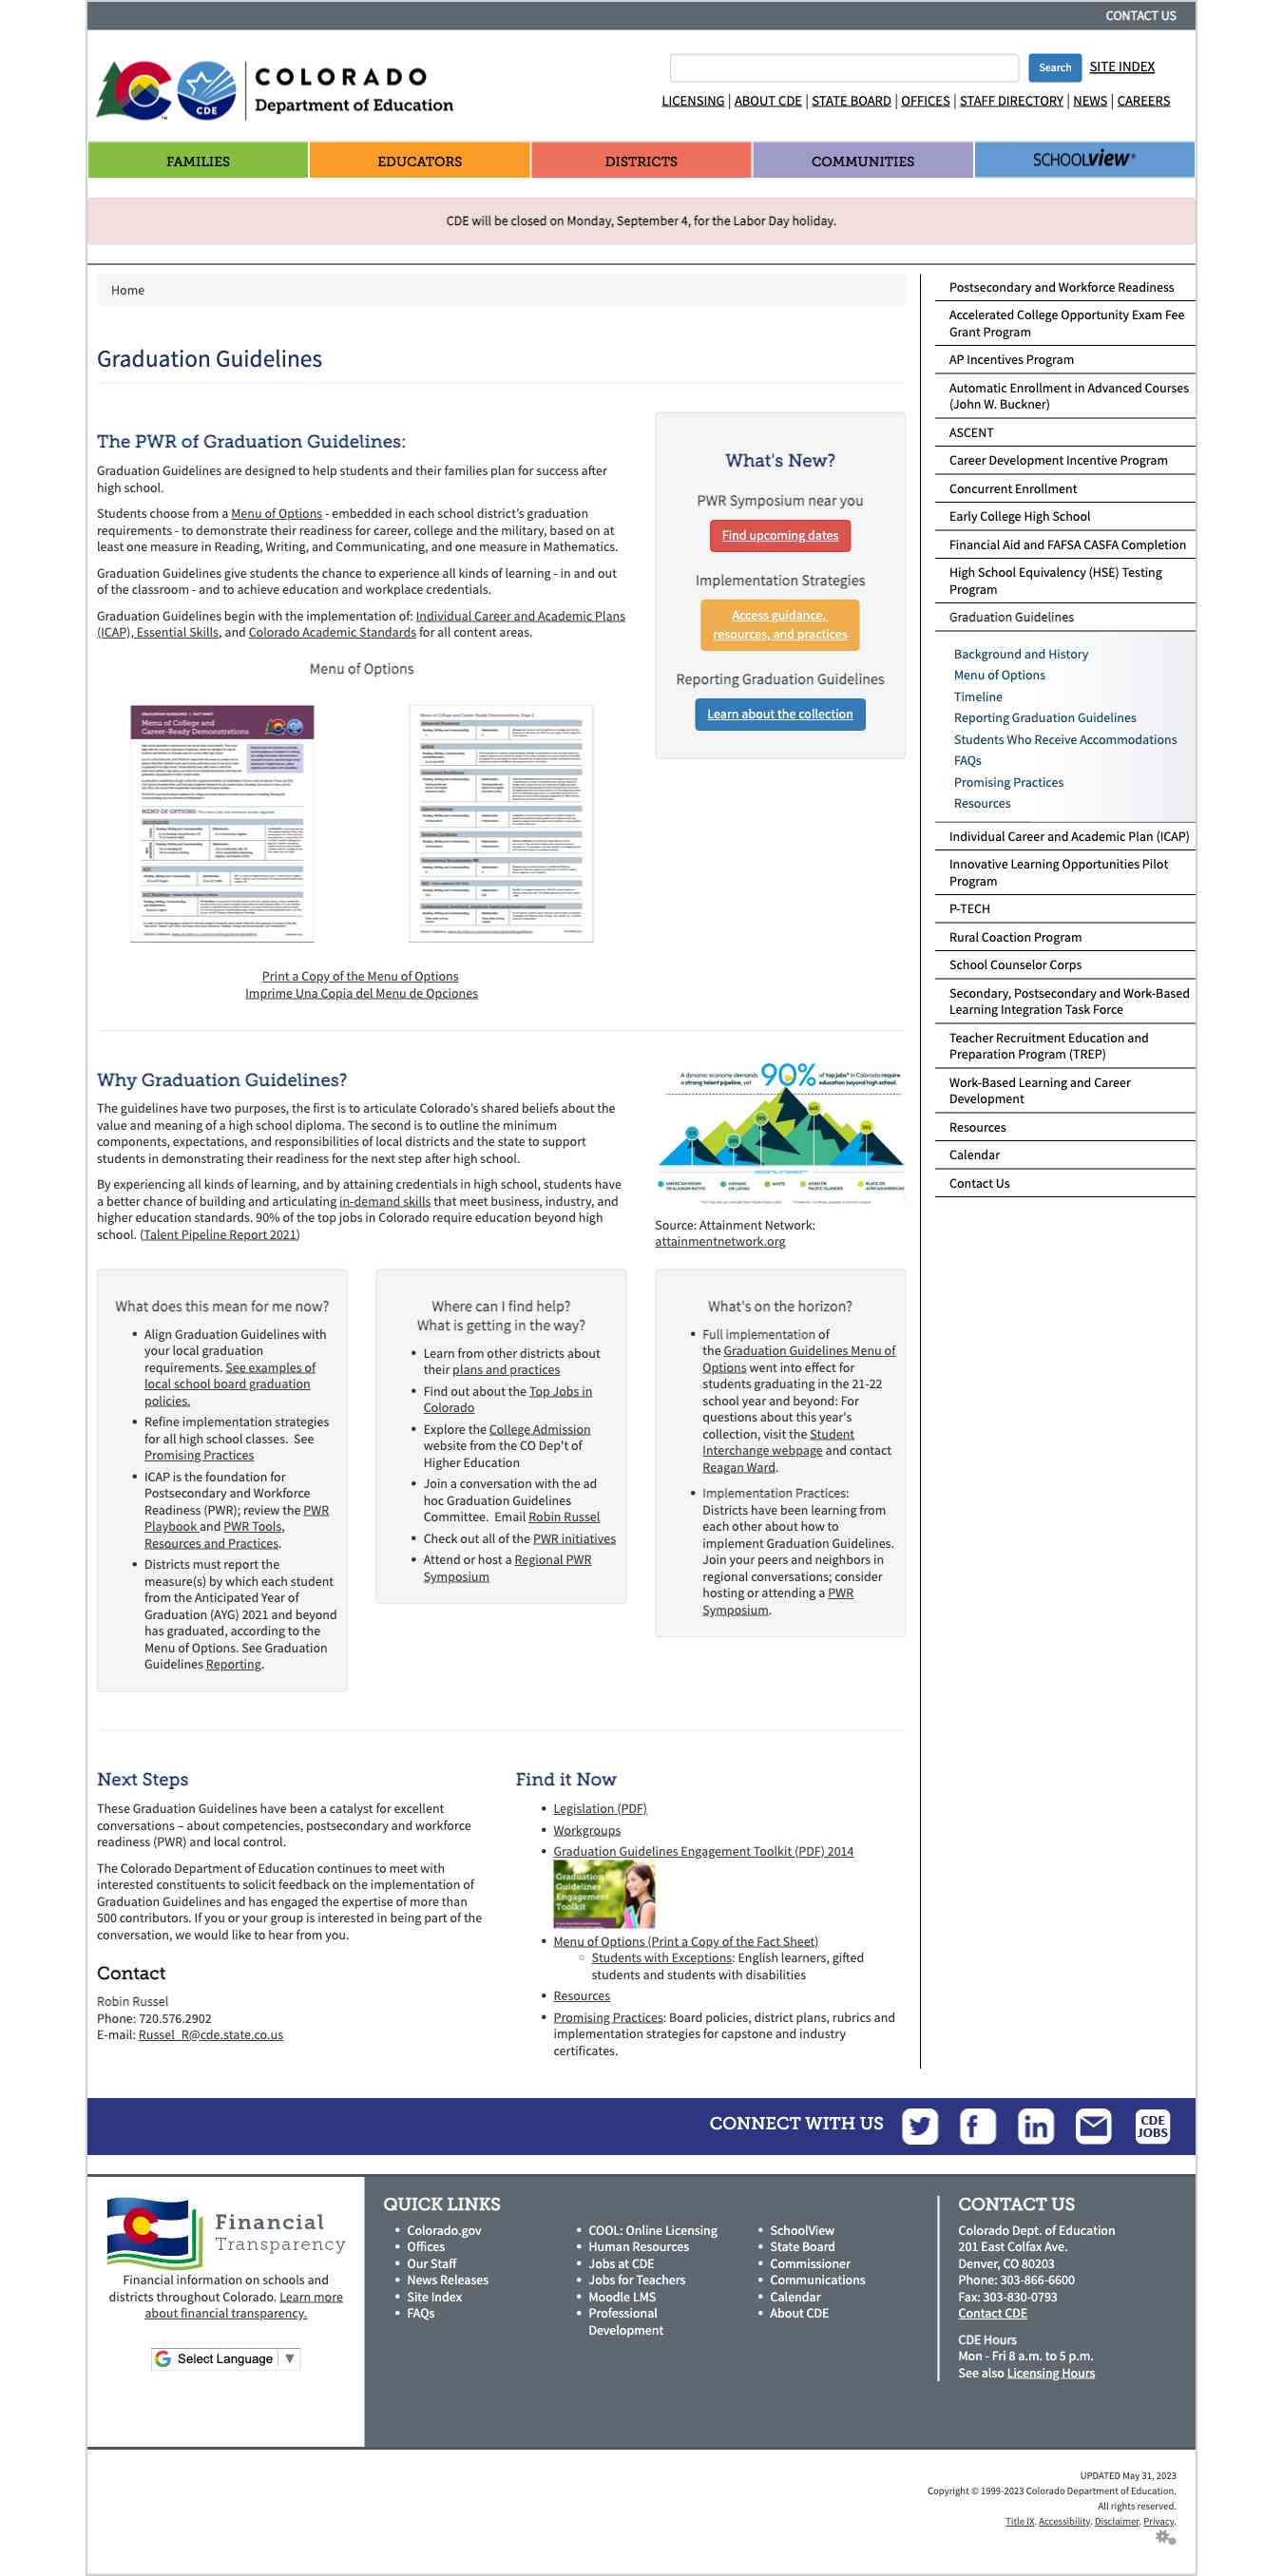 CONTACT US
COLORADO
Department of Education
CDE
Search
SITE INDEX
LICENSING | ABOUT CDE | STATE BOARD | OFFICES | STAFF DIRECTORY | NEWS | CAREERS
FAMILIES
EDUCATORS
DISTRICTS
COMMUNITIES
SCHOOLVIEW®
CDE will be closed on Monday, September 4, for the Labor Day holiday.
Home
Graduation Guidelines
The PWR of Graduation Guidelines:
Graduation Guidelines are designed to help students and their families plan for success after
high school.
Students choose from a Menu of Options - embedded in each school district's graduation
requirements - to demonstrate their readiness for career, college and the military, based on at
least one measure in Reading, Writing, and Communicating, and one measure in Mathematics.
Graduation Guidelines give students the chance to experience all kinds of learning - in and out
of the classroom - and to achieve education and workplace credentials.
Graduation Guidelines begin with the implementation of: Individual Career and Academic Plans
(ICAP), Essential Skills, and Colorado Academic Standards for all content areas.
Menu of Options
Menu of College and
Career-Ready Demonstrations
Print a Copy of the Menu of Options
Imprime Una Copia del Menu de Opciones
What's New?
PWR Symposium near you
Find upcoming dates
Implementation Strategies
Access guidance,
resources, and practices
Reporting Graduation Guidelines
Learn about the collection
Why Graduation Guidelines?
The guidelines have two purposes, the first is to articulate Colorado's shared beliefs about the
value and meaning of a high school diploma. The second is to outline the minimum
components, expectations, and responsibilities of local districts and the state to support
students in demonstrating their readiness for the next step after high school.
By experiencing all kinds of learning, and by attaining credentials in high school, students have
a better chance of building and articulating in-demand skills that meet business, industry, and
higher education standards. 90% of the top jobs in Colorado require education beyond high
school. (Talent Pipeline Report 2021)
A dynamic economy demands
a strong talent pipeline, yet 90% of top jobs* in Colorado require
education beyond high school.
Source: Attainment Network:
attainmentnetwork.org
What does this mean for me now?
Align Graduation Guidelines with
your local graduation
requirements. See examples of
local school board graduation
policies.
Refine implementation strategies
for all high school classes. See
Promising Practices
ICAP is the foundation for
Postsecondary and Workforce
Readiness (PWR); review the PWR
Playbook and PWR Tools,
Resources and Practices.
Districts must report the
measure(s) by which each student
from the Anticipated Year of
Graduation (AYG) 2021 and beyond
has graduated, according to the
Menu of Options. See Graduation
Guidelines Reporting.
Where can I find help?
What is getting in the way?
Learn from other districts about
their plans and practices
Find out about the Top Jobs in
Colorado
Explore the College Admission
website from the CO Dep't of
Higher Education
Join a conversation with the ad
hoc Graduation Guidelines
Committee. Email Robin Russel
Check out all of the PWR initiatives
Attend or host a Regional PWR
Symposium
What's on the horizon?
Full implementation of
the Graduation Guidelines Menu of
Options went into effect for
students graduating in the 21-22
school year and beyond: For
questions about this year's
collection, visit the Student
Interchange webpage and contact
Reagan Ward.
Implementation Practices:
Districts have been learning from
each other about how to
implement Graduation Guidelines.
Join your peers and neighbors in
regional conversations; consider
hosting or attending a PWR
Symposium.
Next Steps
These Graduation Guidelines have been a catalyst for excellent
conversations – about competencies, postsecondary and workforce
readiness (PWR) and local control.
The Colorado Department of Education continues to meet with
interested constituents to solicit feedback on the implementation of
Graduation Guidelines and has engaged the expertise of more than
500 contributors. If you or your group is interested in being part of the
conversation, we would like to hear from you.
Contact
Robin Russel
Phone: 720.576.2902
E-mail: Russel_R@cde.state.co.us
Find it Now
Legislation (PDF)
Workgroups
Graduation Guidelines Engagement Toolkit (PDF) 2014
Graduation
Guidelines
Engagement
Toolkit
Menu of Options (Print a Copy of the Fact Sheet)
Students with Exceptions: English learners, gifted
students and students with disabilities
Resources
Promising Practices: Board policies, district plans, rubrics and
implementation strategies for capstone and industry
certificates.
Postsecondary and Workforce Readiness
Accelerated College Opportunity Exam Fee
Grant Program
AP Incentives Program
Automatic Enrollment in Advanced Courses
(John W. Buckner)
ASCENT
Career Development Incentive Program
Concurrent Enrollment
Early College High School
Financial Aid and FAFSA CASFA Completion
High School Equivalency (HSE) Testing
Program
Graduation Guidelines
Background and History
Menu of Options
Timeline
Reporting Graduation Guidelines
Students Who Receive Accommodations
FAQs
Promising Practices
Resources
Individual Career and Academic Plan (ICAP)
Innovative Learning Opportunities Pilot
Program
P-TECH
Rural Coaction Program
School Counselor Corps
Secondary, Postsecondary and Work-Based
Learning Integration Task Force
Teacher Recruitment Education and
Preparation Program (TREP)
Work-Based Learning and Career
Development
Resources
Calendar
Contact Us
CONNECT WITH US
CDE
JOBS
Financial
Transparency
Financial information on schools and
districts throughout Colorado. Learn more
about financial transparency.
Select Language
QUICK LINKS
Colorado.gov
Offices
Our Staff
News Releases
Site Index
FAQs
COOL: Online Licensing
Human Resources
Jobs at CDE
Jobs for Teachers
Moodle LMS
Professional
Development
SchoolView
State Board
Commissioner
Communications
Calendar
About CDE
CONTACT US
Colorado Dept. of Education
201 East Colfax Ave.
Denver, CO 80203
Phone: 303-866-6600
Fax: 303-830-0793
Contact CDE
CDE Hours
Mon - Fri 8 a.m. to 5 p.m.
See also Licensing Hours
UPDATED May 31, 2023
Copyright © 1999-2023 Colorado Department of Education.
All rights reserved.
Title IX. Accessibility. Disclaimer. Privacy.